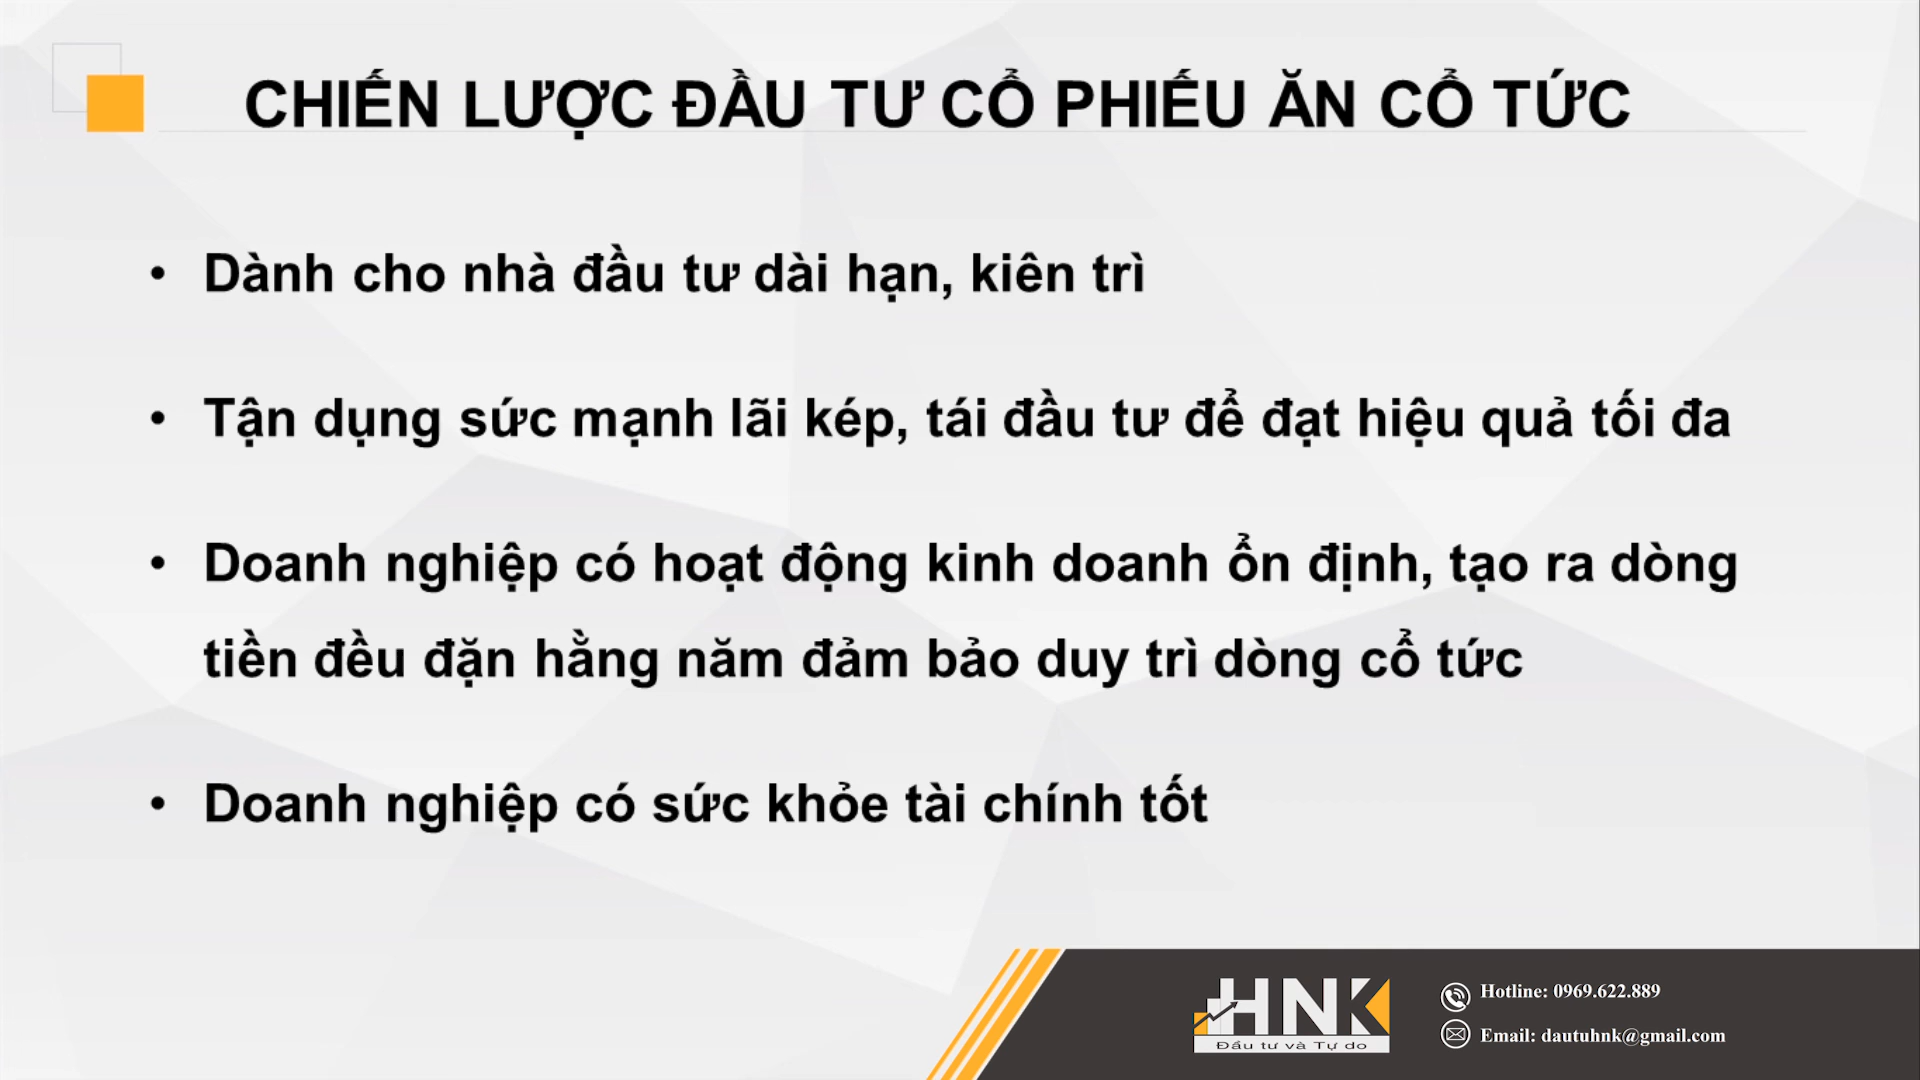 CHIẾN LƯỢC ĐẦU TƯ CỔ PHIẾU ĂN CỔ TỨC
• Dành cho nhà đầu tư dài hạn, kiên trì
• Tận dụng sức mạnh lãi kép, tái đầu tư để đạt hiệu quả tối đa
• Doanh nghiệp có hoạt động kinh doanh ổn định, tạo ra dòng
tiền đều đặn hằng năm đảm bảo duy trì dòng cổ tức
• Doanh nghiệp có sức khỏe tài chính tốt
HNK
Đầu tư và Tự do
Hotline: 0969.622.889
Email: dautuhnk@gmail.com